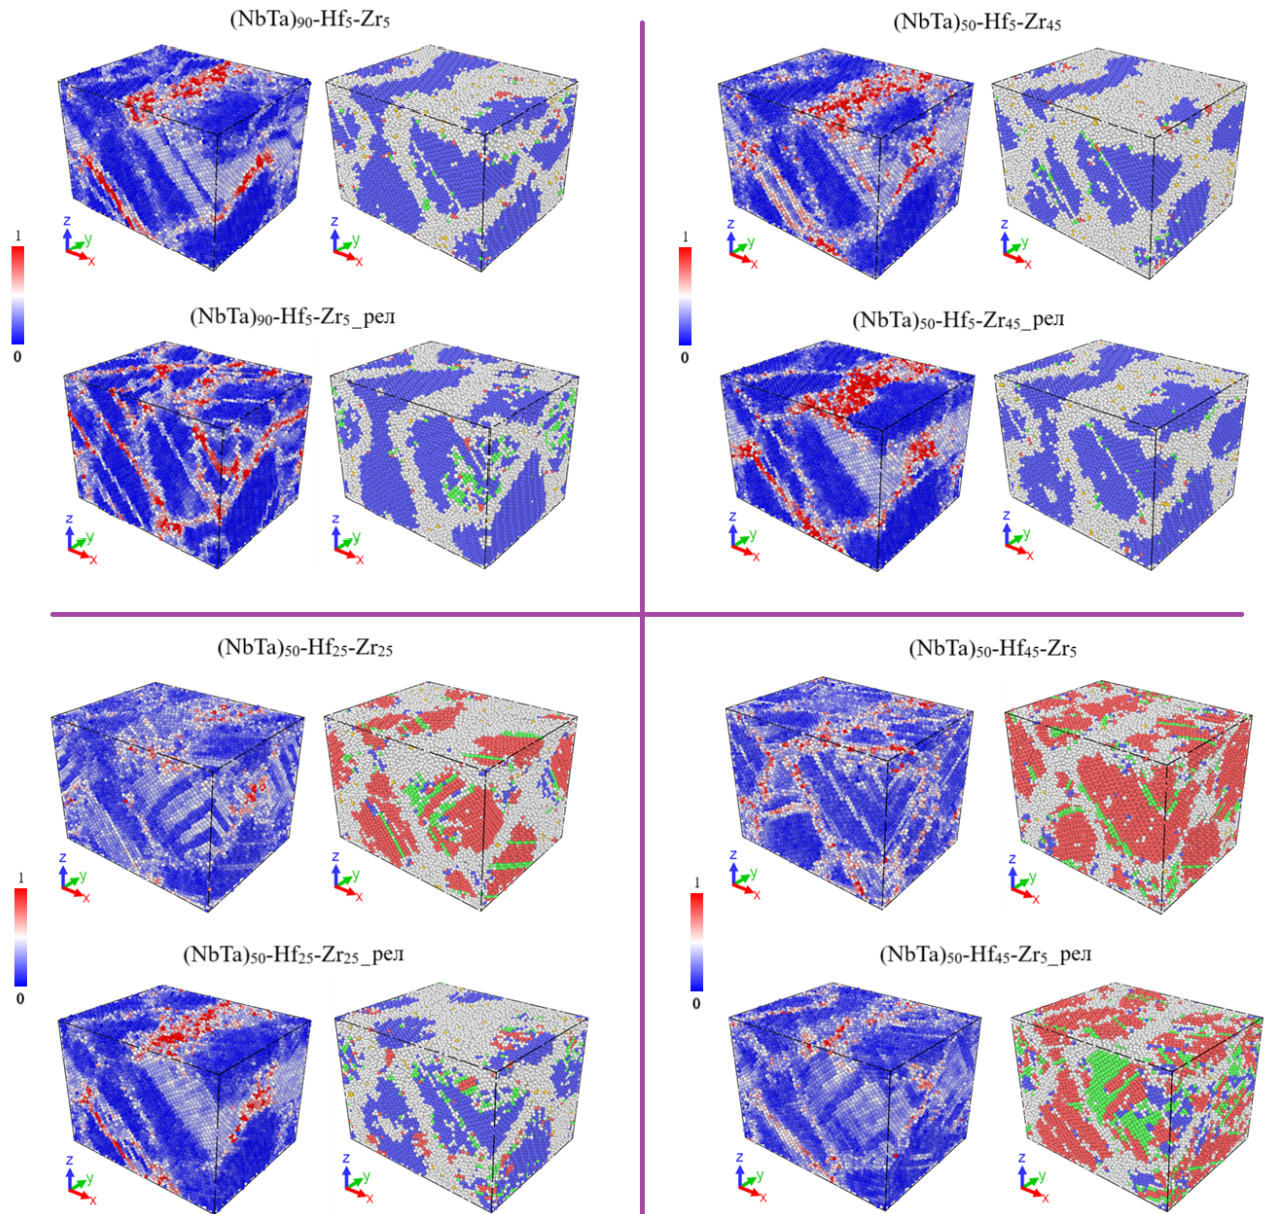 (NbTa)₉₀-Hf₅-Zr₅
z y x
z y x
1
0
(NbTa)₉₀-Hf₅-Zr₅_рел
z y x
z y x
(NbTa)₅₀-Hf₅-Zr₄₅
z y x
z y x
1
0
(NbTa)₅₀-Hf₅-Zr₄₅_рел
z y x
z y x
(NbTa)₅₀-Hf₂₅-Zr₂₅
z y x
z y x
1
0
(NbTa)₅₀-Hf₂₅-Zr₂₅_рел
z y x
z y x
(NbTa)₅₀-Hf₄₅-Zr₅
z y x
z y x
1
0
(NbTa)₅₀-Hf₄₅-Zr₅_рел
z y x
z y x